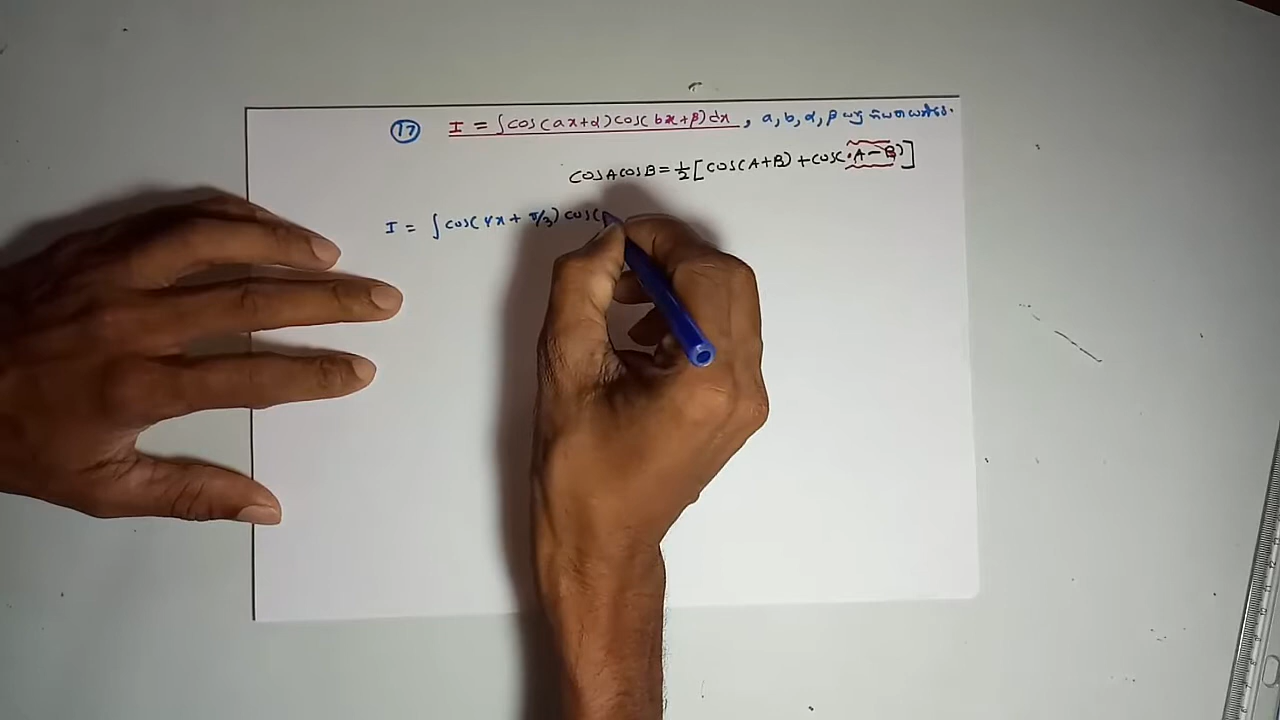 17 I = ∫cos(ax+α)cos(bx+β)dx , a, b, α, β
cosAcosB = 1/2 [cos(A+B) + cos(A-B)]
I = ∫cos(4x + π/3) cos(